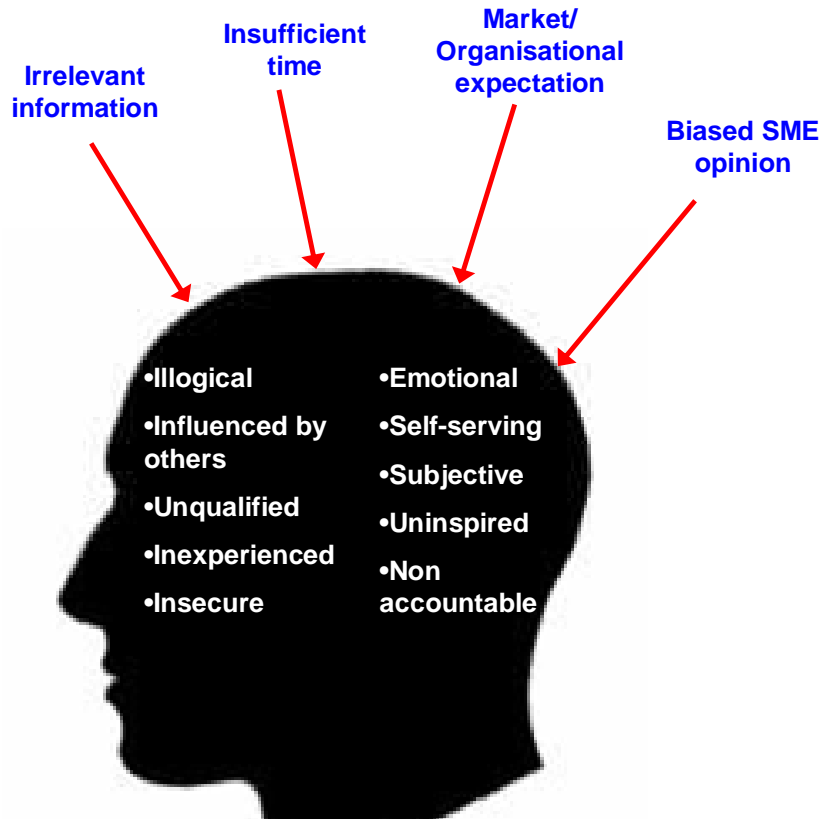 Irrelevant
information
Insufficient
time
Market/
Organisational
expectation
Biased SME
opinion
•Illogical
•Influenced by
others
•Unqualified
•Inexperienced
•Insecure
•Emotional
•Self-serving
•Subjective
•Uninspired
•Non
accountable